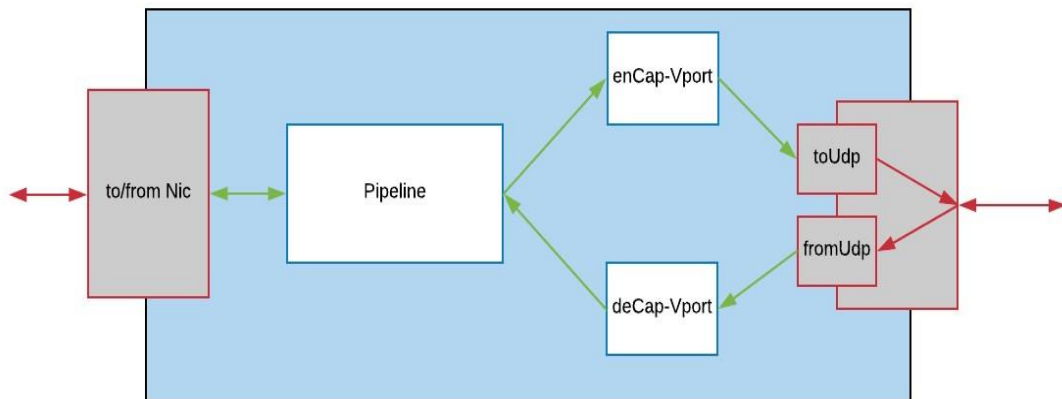 enCap-Vport
toUdp
to/from Nic
Pipeline
fromUdp
deCap-Vport